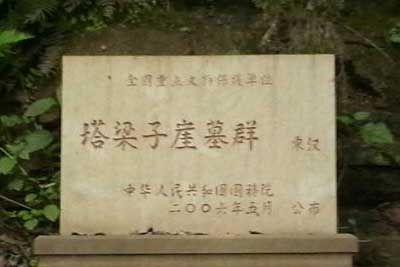 全国重点文物保护单位
塔梁子崖墓群 东汉
中华人民共和国国务院
二〇〇六年五月 公布